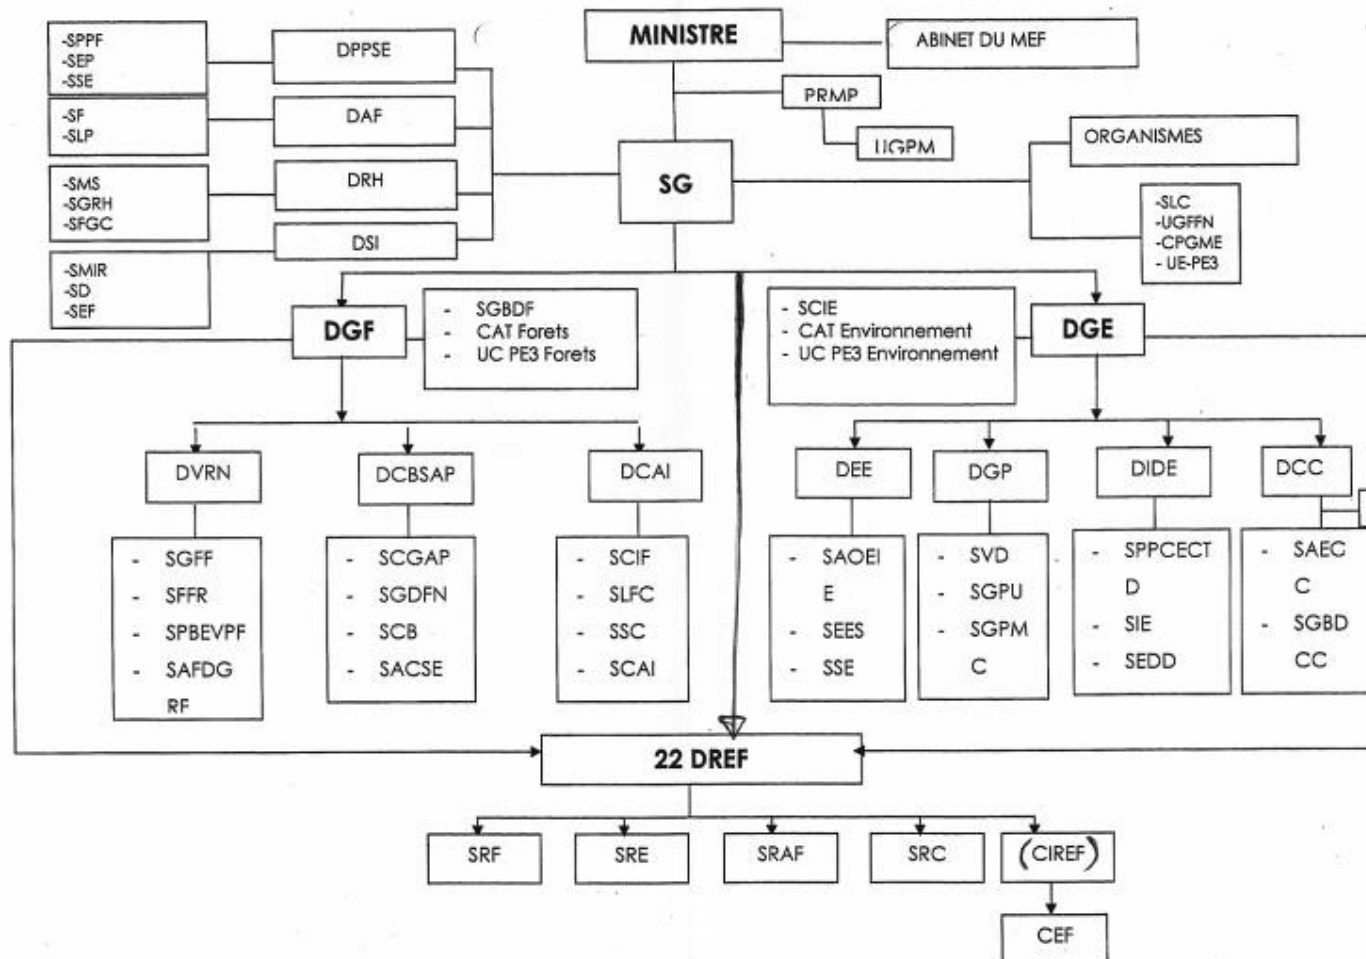 MINISTRE
ABINET DU MEF
PRMP
UGPM
-SPPF
-SEP
-SSE
DPPSE
-SF
-SLP
DAF
-SMS
-SGRH
-SFGC
DRH
DSI
-SMIR
-SD
-SEF
SG
ORGANISMES
-SLC
-UGFFN
-CPGME
- UE-PE3
DGF
- SGBDF
- CAT Forets
- UC PE3 Forets
- SCIE
- CAT Environnement
- UC PE3 Environnement
DGE
DVRN
DCBSAP
DCAI
DEE
DGP
DIDE
DCC
- SGFF
- SFFR
- SPBEVPF
- SAFDG
RF
- SCGAP
- SGDFN
- SCB
- SACSE
- SCIF
- SLFC
- SSC
- SCAI
- SAOEI
E
- SEES
- SSE
- SVD
- SGPU
- SGPM
C
- SPPCECT
D
- SIE
- SEDD
- SAEC
C
- SGBD
CC
22 DREF
SRF
SRE
SRAF
SRC
(CIREF)
CEF